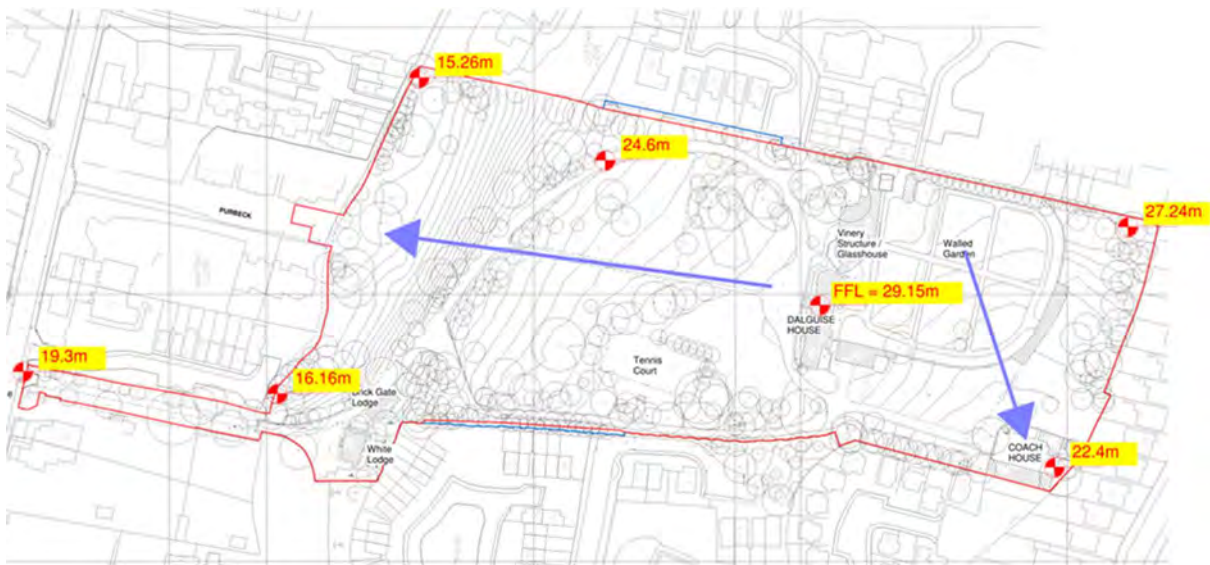 15.26m
24.6m
PURBECK
27.24m
Vinery
Structure /
Glasshouse
Walled
Garden
FFL = 29.15m
DALGUISE
HOUSE
Tennis
Court
19.3m
16.16m
Brick Gate
Lodge
White
Lodge
COACH
HOUSE
22.4m